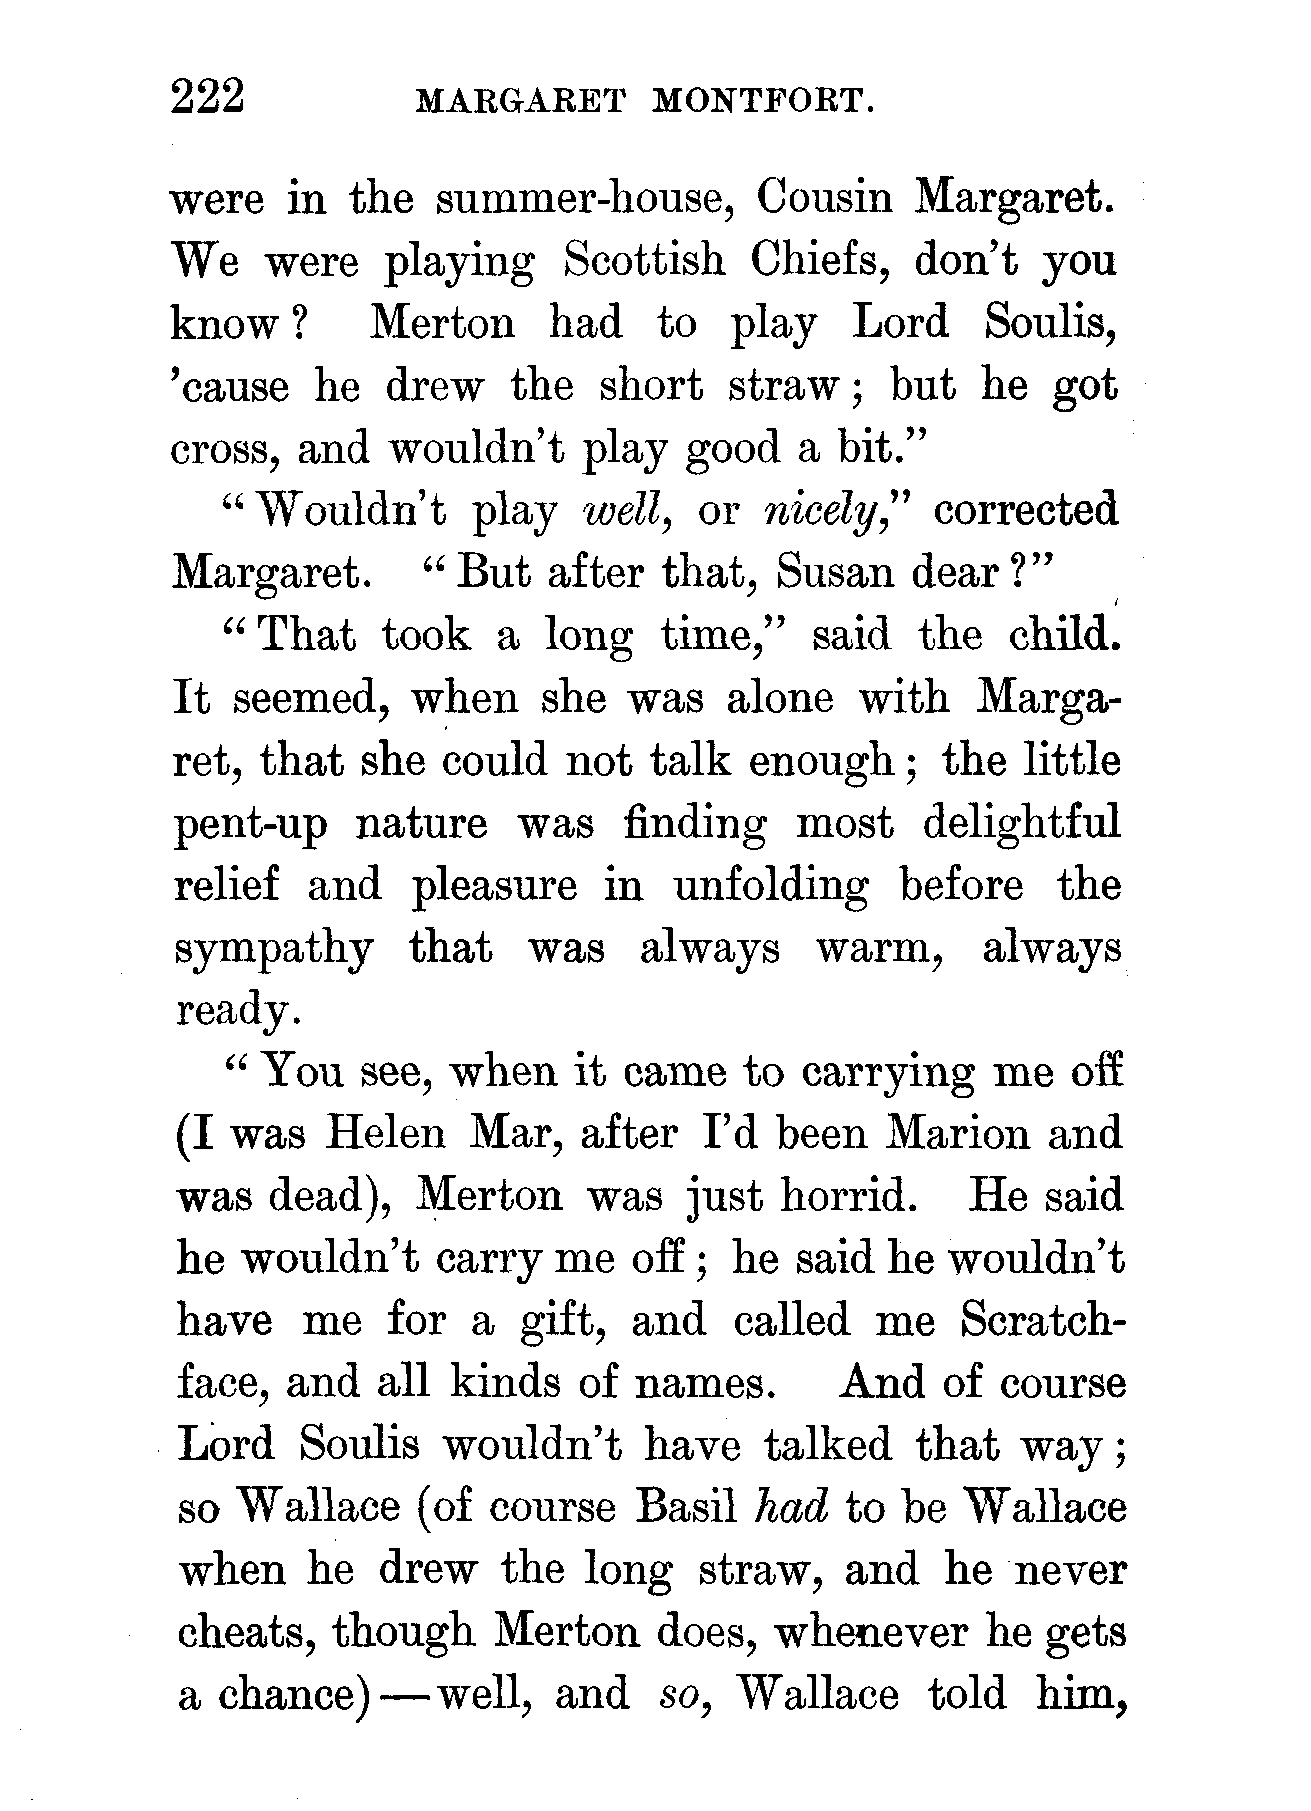 222 MARGARET MONTFORT.
were in the summer-house, Cousin Margaret.
We were playing Scottish Chiefs, don't you
know? Merton had to play Lord Soulis,
'cause he drew the short straw; but he got
cross, and wouldn't play good a bit."
"Wouldn't play well, or nicely," corrected
Margaret. "But after that, Susan dear?"
"That took a long time," said the child.
It seemed, when she was alone with Marga-
ret, that she could not talk enough; the little
pent-up nature was finding most delightful
relief and pleasure in unfolding before the
sympathy that was always warm, always
ready.
"You see, when it came to carrying me off
(I was Helen Mar, after I'd been Marion and
was dead), Merton was just horrid. He said
he wouldn't carry me off; he said he wouldn't
have me for a gift, and called me Scratch-
face, and all kinds of names. And of course
Lord Soulis wouldn't have talked that way;
so Wallace (of course Basil had to be Wallace
when he drew the long straw, and he never
cheats, though Merton does, whenever he gets
a chance)—well, and so, Wallace told him,